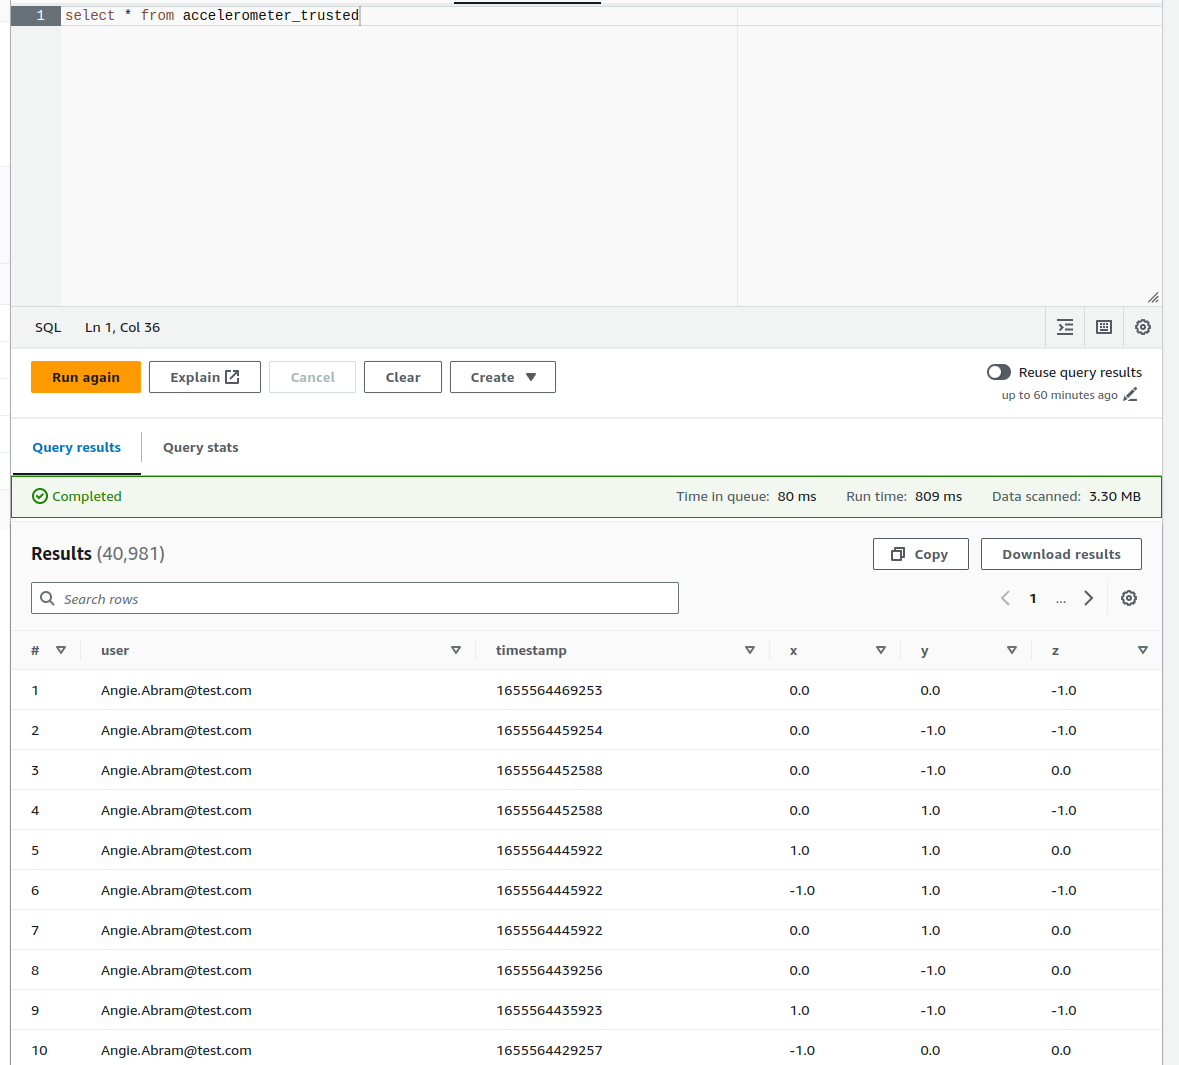 1 select * from accelerometer_trusted
SQL Ln 1, Col 36
Run again Explain Cancel Clear Create Reuse query results
up to 60 minutes ago
Query results Query stats
Completed Time in queue: 80 ms Run time: 809 ms Data scanned: 3.30 MB
Results (40,981) Copy Download results
Search rows 1 ...
# user timestamp x y z
1 Angie.Abram@test.com 1655564469253 0.0 0.0 -1.0
2 Angie.Abram@test.com 1655564459254 0.0 -1.0 -1.0
3 Angie.Abram@test.com 1655564452588 0.0 -1.0 0.0
4 Angie.Abram@test.com 1655564452588 0.0 1.0 -1.0
5 Angie.Abram@test.com 1655564445922 1.0 1.0 0.0
6 Angie.Abram@test.com 1655564445922 -1.0 1.0 -1.0
7 Angie.Abram@test.com 1655564445922 0.0 1.0 0.0
8 Angie.Abram@test.com 1655564439256 0.0 -1.0 0.0
9 Angie.Abram@test.com 1655564435923 1.0 -1.0 -1.0
10 Angie.Abram@test.com 1655564429257 -1.0 0.0 0.0